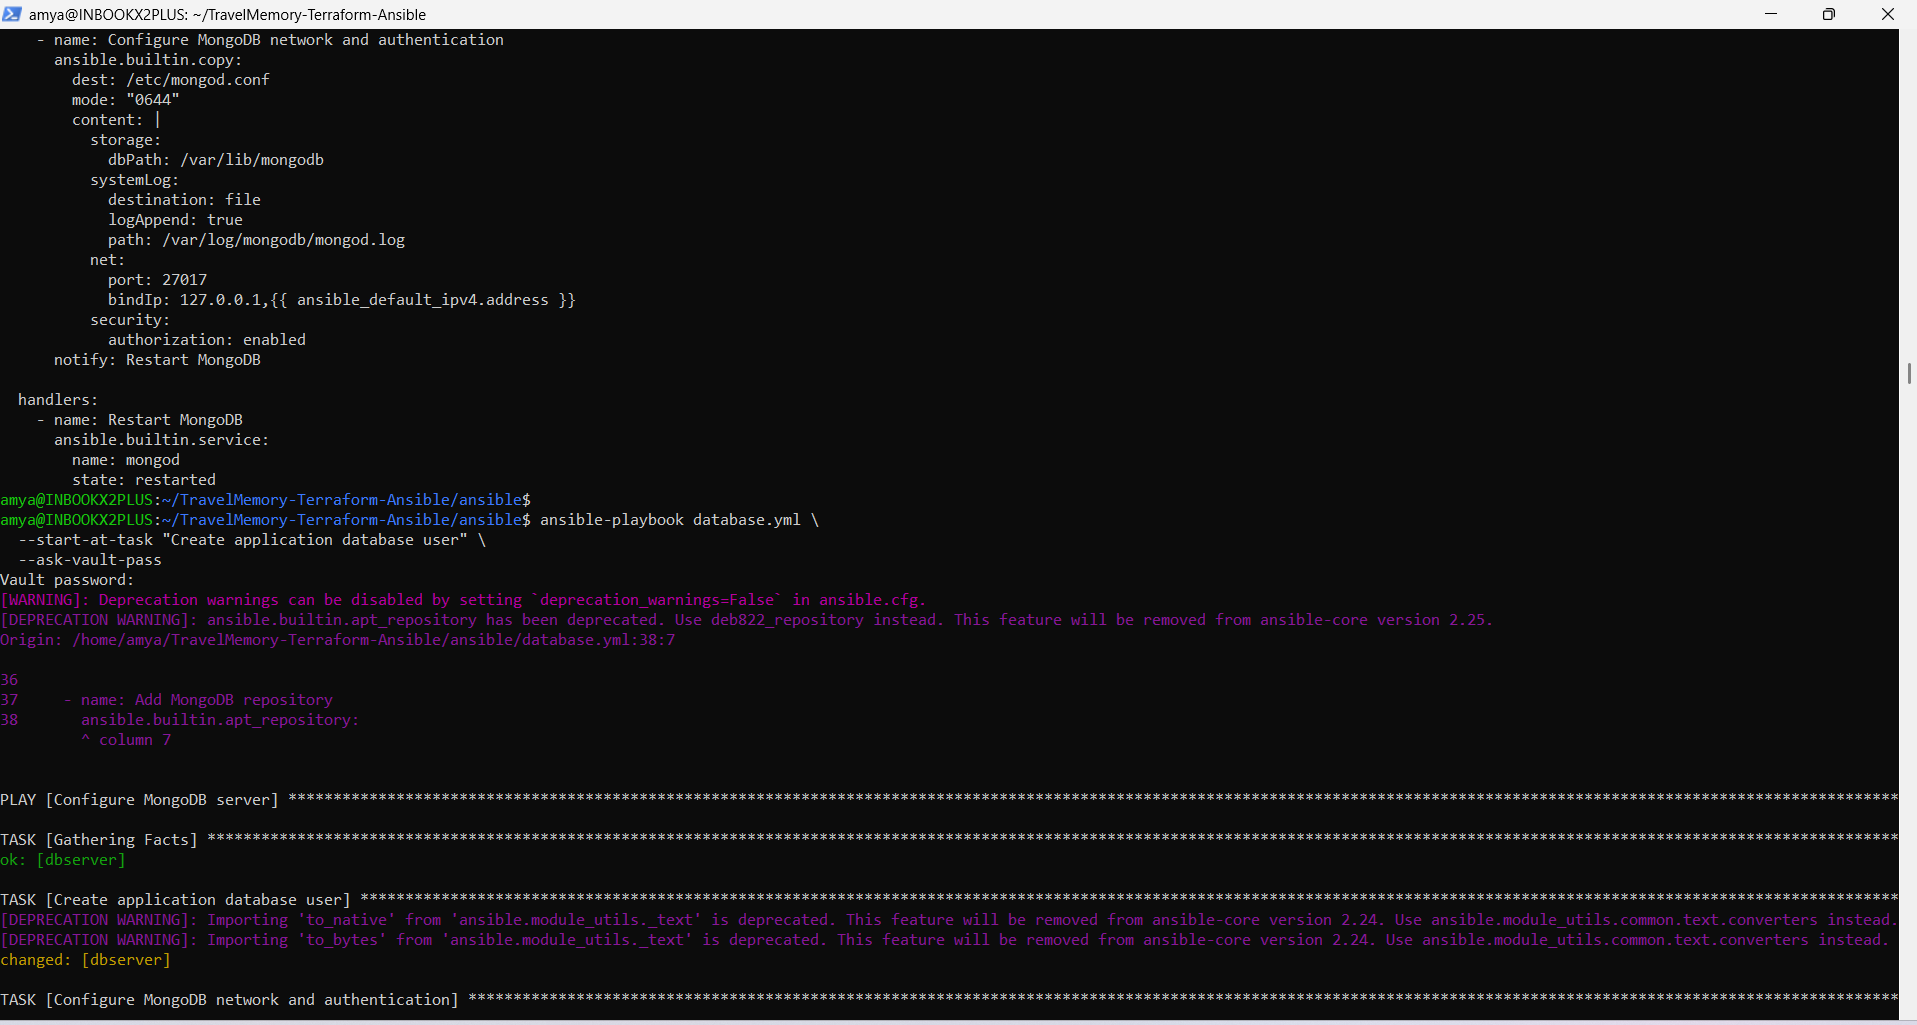 amya@INBOOKX2PLUS: ~/TravelMemory-Terraform-Ansible
    - name: Configure MongoDB network and authentication
      ansible.builtin.copy:
        dest: /etc/mongod.conf
        mode: "0644"
        content: |
          storage:
            dbPath: /var/lib/mongodb
          systemLog:
            destination: file
            logAppend: true
            path: /var/log/mongodb/mongod.log
          net:
            port: 27017
            bindIp: 127.0.0.1,{{ ansible_default_ipv4.address }}
          security:
            authorization: enabled
      notify: Restart MongoDB

  handlers:
    - name: Restart MongoDB
      ansible.builtin.service:
        name: mongod
        state: restarted
amya@INBOOKX2PLUS:~/TravelMemory-Terraform-Ansible/ansible$
amya@INBOOKX2PLUS:~/TravelMemory-Terraform-Ansible/ansible$ ansible-playbook database.yml \
  --start-at-task "Create application database user" \
  --ask-vault-pass
Vault password:
[WARNING]: Deprecation warnings can be disabled by setting `deprecation_warnings=False` in ansible.cfg.
[DEPRECATION WARNING]: ansible.builtin.apt_repository has been deprecated. Use deb822_repository instead. This feature will be removed from ansible-core version 2.25.
Origin: /home/amya/TravelMemory-Terraform-Ansible/ansible/database.yml:38:7

36
37     - name: Add MongoDB repository
38       ansible.builtin.apt_repository:
         ^ column 7


PLAY [Configure MongoDB server] ***********************************************************************************************************************************************************************************

TASK [Gathering Facts] ********************************************************************************************************************************************************************************************
ok: [dbserver]

TASK [Create application database user] ***************************************************************************************************************************************************************************
[DEPRECATION WARNING]: Importing 'to_native' from 'ansible.module_utils._text' is deprecated. This feature will be removed from ansible-core version 2.24. Use ansible.module_utils.common.text.converters instead.
[DEPRECATION WARNING]: Importing 'to_bytes' from 'ansible.module_utils._text' is deprecated. This feature will be removed from ansible-core version 2.24. Use ansible.module_utils.common.text.converters instead.
changed: [dbserver]

TASK [Configure MongoDB network and authentication] ***************************************************************************************************************************************************************